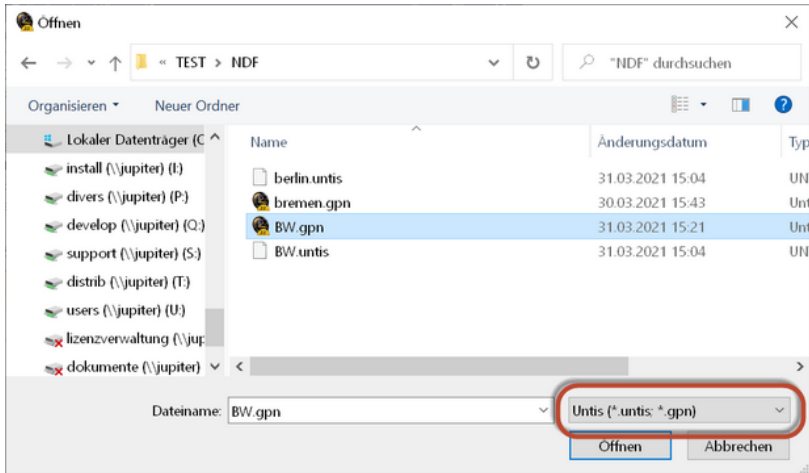 Öffnen
« TEST > NDF
"NDF" durchsuchen
Organisieren
Neuer Ordner
Lokaler Datenträger (C
Name
Änderungsdatum
Typ
install (\\jupiter) (I:)
berlin.untis
31.03.2021 15:04
UN
divers (\\jupiter) (P:)
bremen.gpn
30.03.2021 15:43
Unt
develop (\\jupiter) (Q:)
BW.gpn
31.03.2021 15:21
Unt
support (\\jupiter) (S:)
BW.untis
31.03.2021 15:04
UN
distrib (\\jupiter) (T:)
users (\\jupiter) (U:)
lizenzverwaltung (\\jup
dokumente (\\jupiter)
Dateiname:
BW.gpn
Untis (*.untis; *.gpn)
Öffnen
Abbrechen